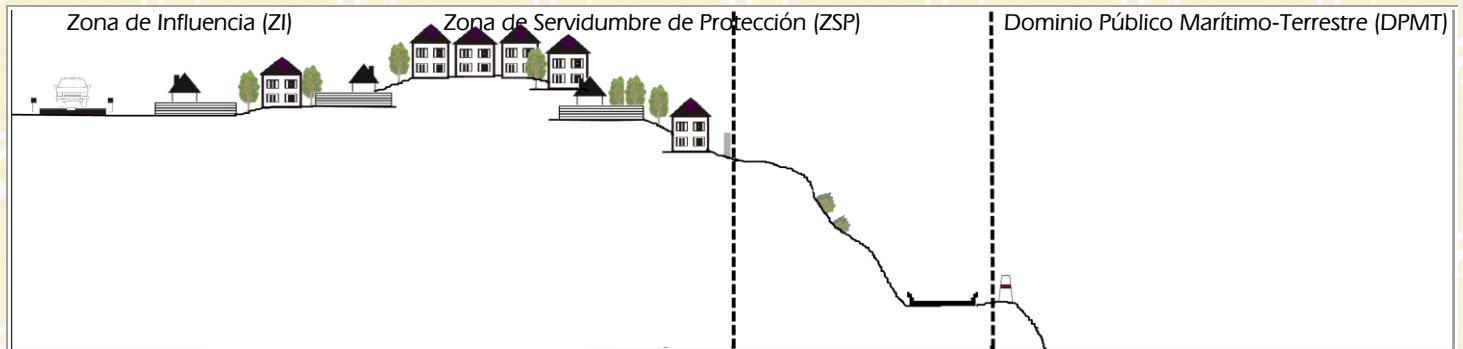 Zona de Influencia (ZI) Zona de Servidumbre de Protección (ZSP) Dominio Público Marítimo-Terrestre (DPMT)